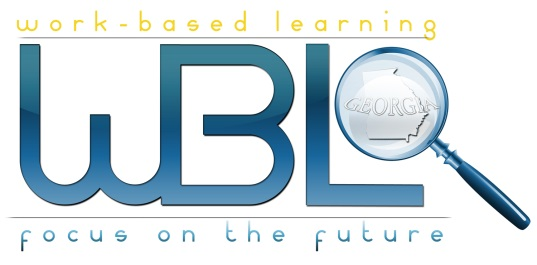 work-based learning
WBL
GEORGIA
focus on the future